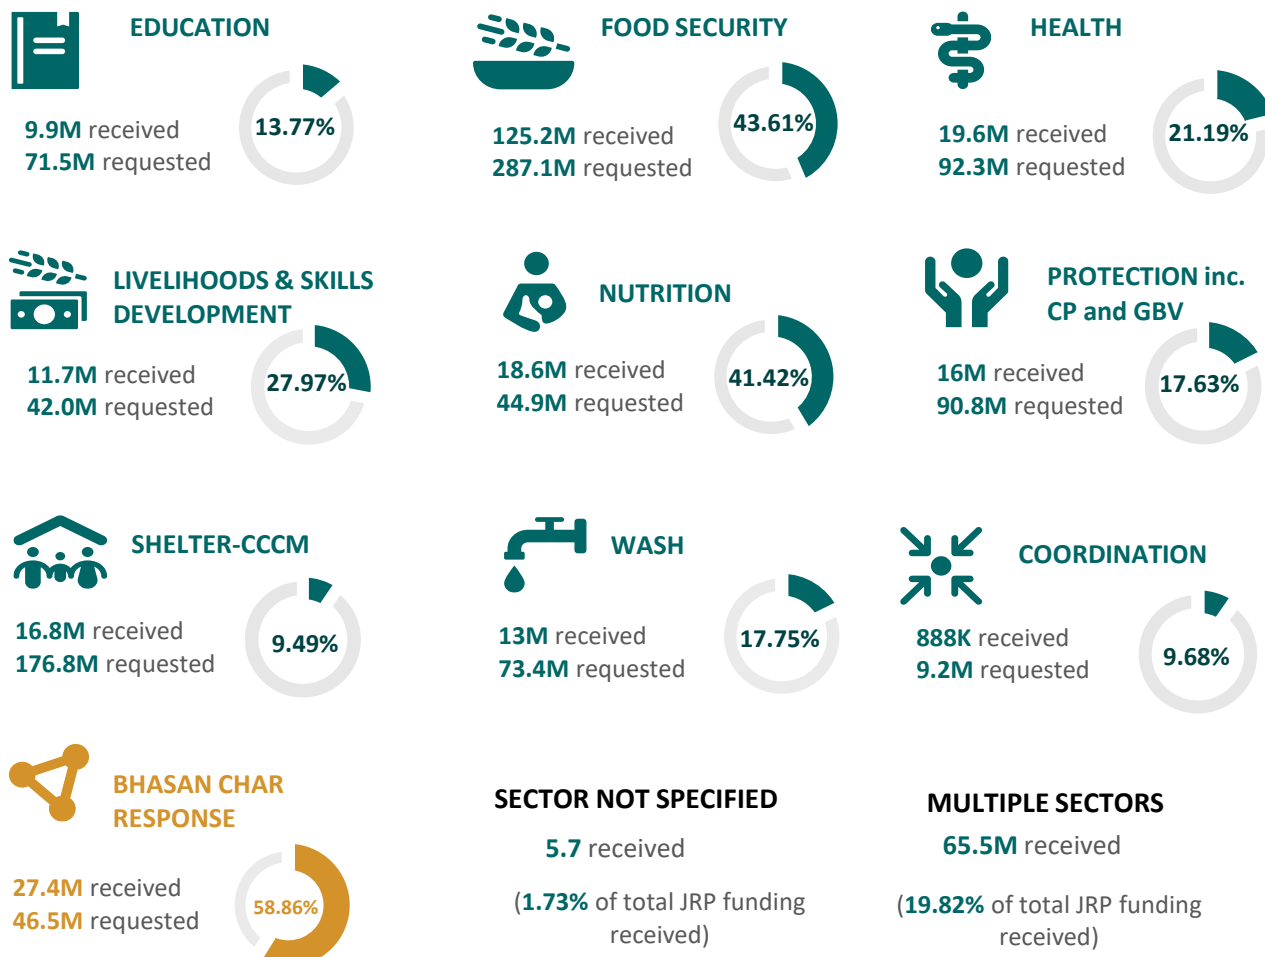 EDUCATION
9.9M received
71.5M requested
13.77%
FOOD SECURITY
125.2M received
287.1M requested
43.61%
HEALTH
19.6M received
92.3M requested
21.19%
LIVELIHOODS & SKILLS
DEVELOPMENT
11.7M received
42.0M requested
27.97%
NUTRITION
18.6M received
44.9M requested
41.42%
PROTECTION inc.
CP and GBV
16M received
90.8M requested
17.63%
SHELTER-CCCM
16.8M received
176.8M requested
9.49%
WASH
13M received
73.4M requested
17.75%
COORDINATION
888K received
9.2M requested
9.68%
BHASAN CHAR
RESPONSE
27.4M received
46.5M requested
58.86%
SECTOR NOT SPECIFIED
5.7 received
(1.73% of total JRP funding
received)
MULTIPLE SECTORS
65.5M received
(19.82% of total JRP funding
received)